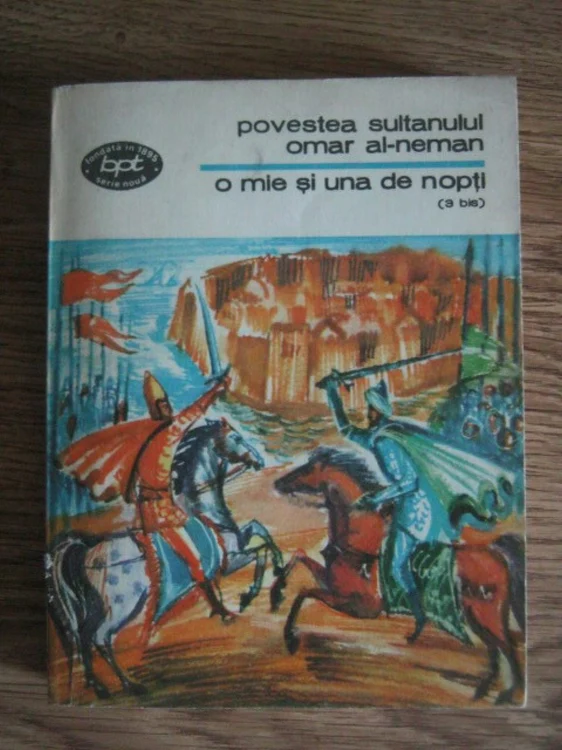 povestea sultanului
omar al-neman
o mie și una de nopți
(3 bis)
fondată în 1895
bpt
serie nouă